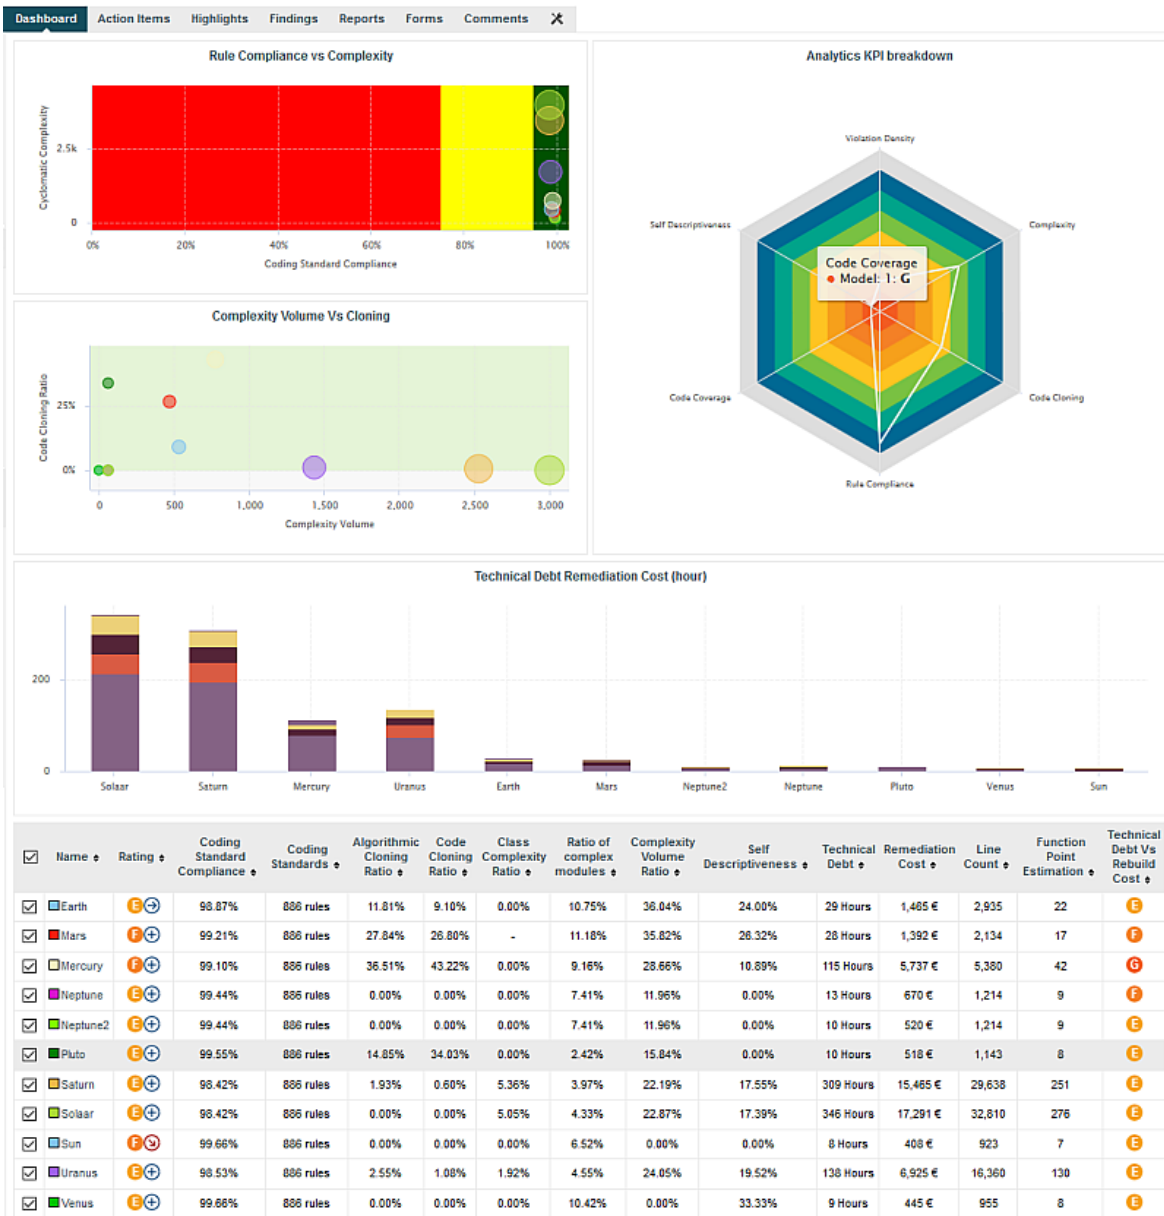 Dashboard Action Items Highlights Findings Reports Forms Comments
Rule Compliance vs Complexity
Cyclomatic Complexity
2.5k
0
0% 20% 40% 60% 80% 100%
Coding Standard Compliance
Complexity Volume Vs Cloning
Code Cloning Ratio
25%
0%
0 500 1,000 1,500 2,000 2,500 3,000
Complexity Volume
Analytics KPI breakdown
Violation Density
Self Descriptiveness Complexity
Code Coverage
Model: 1: G
Code Coverage Code Cloning
Rule Compliance
Technical Debt Remediation Cost (hour)
200
0
Solaar Saturn Mercury Uranus Earth Mars Neptune2 Neptune Pluto Venus Sun
Name Rating Coding Standard Compliance Coding Standards Algorithmic Cloning Ratio Code Cloning Ratio Class Complexity Ratio Ratio of complex modules Complexity Volume Ratio Self Descriptiveness Technical Debt Remediation Cost Line Count Function Point Estimation Technical Debt Vs Rebuild Cost
Earth E 98.87% 886 rules 11.81% 9.10% 0.00% 10.75% 36.04% 24.00% 29 Hours 1,465 € 2,935 22 E
Mars F 99.21% 886 rules 27.84% 26.80% - 11.18% 35.82% 26.32% 28 Hours 1,392 € 2,134 17 F
Mercury F 99.10% 886 rules 36.51% 43.22% 0.00% 9.16% 28.66% 10.89% 115 Hours 5,737 € 5,380 42 G
Neptune E 99.44% 886 rules 0.00% 0.00% 0.00% 7.41% 11.96% 0.00% 13 Hours 670 € 1,214 9 F
Neptune2 E 99.44% 886 rules 0.00% 0.00% 0.00% 7.41% 11.96% 0.00% 10 Hours 520 € 1,214 9 E
Pluto E 99.55% 886 rules 14.85% 34.03% 0.00% 2.42% 15.84% 0.00% 10 Hours 518 € 1,143 8 E
Saturn E 98.42% 886 rules 1.93% 0.60% 5.36% 3.97% 22.19% 17.55% 309 Hours 15,465 € 29,638 251 E
Solaar E 98.42% 886 rules 0.00% 0.00% 5.05% 4.33% 22.87% 17.39% 346 Hours 17,291 € 32,810 276 E
Sun F 99.66% 886 rules 0.00% 0.00% 0.00% 6.52% 0.00% 0.00% 8 Hours 408 € 923 7 E
Uranus E 98.53% 886 rules 2.55% 1.08% 1.92% 4.55% 24.05% 19.52% 138 Hours 6,925 € 16,360 130 E
Venus E 99.66% 886 rules 0.00% 0.00% 0.00% 10.42% 0.00% 33.33% 9 Hours 445 € 955 8 E